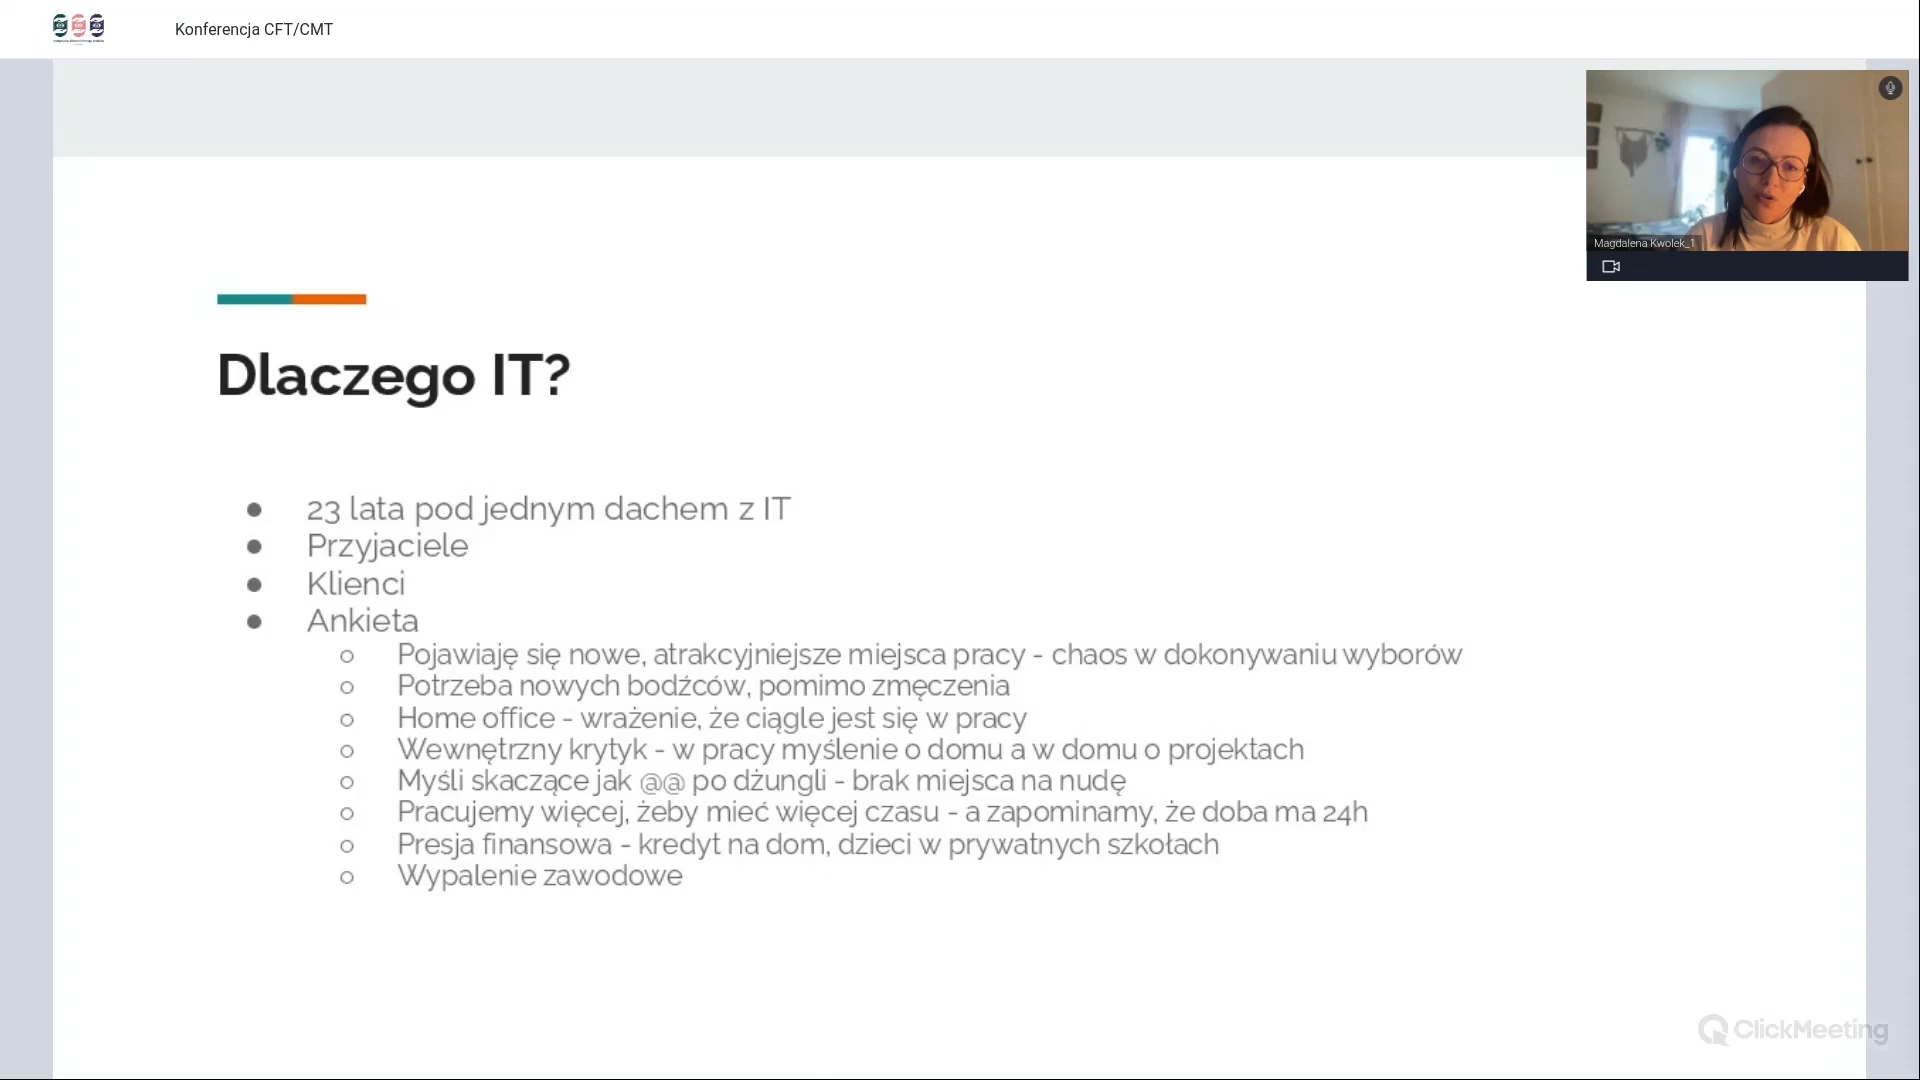 Konferencja CFT/CMT
Magdalena Kwolek_1
Dlaczego IT?
● 23 lata pod jednym dachem z IT
● Przyjaciele
● Klienci
● Ankieta
○ Pojawiaję się nowe, atrakcyjniejsze miejsca pracy - chaos w dokonywaniu wyborów
○ Potrzeba nowych bodźców, pomimo zmęczenia
○ Home office - wrażenie, że ciągle jest się w pracy
○ Wewnętrzny krytyk - w pracy myślenie o domu a w domu o projektach
○ Myśli skaczące jak @@ po dżungli - brak miejsca na nudę
○ Pracujemy więcej, żeby mieć więcej czasu - a zapominamy, że doba ma 24h
○ Presja finansowa - kredyt na dom, dzieci w prywatnych szkołach
○ Wypalenie zawodowe
ClickMeeting